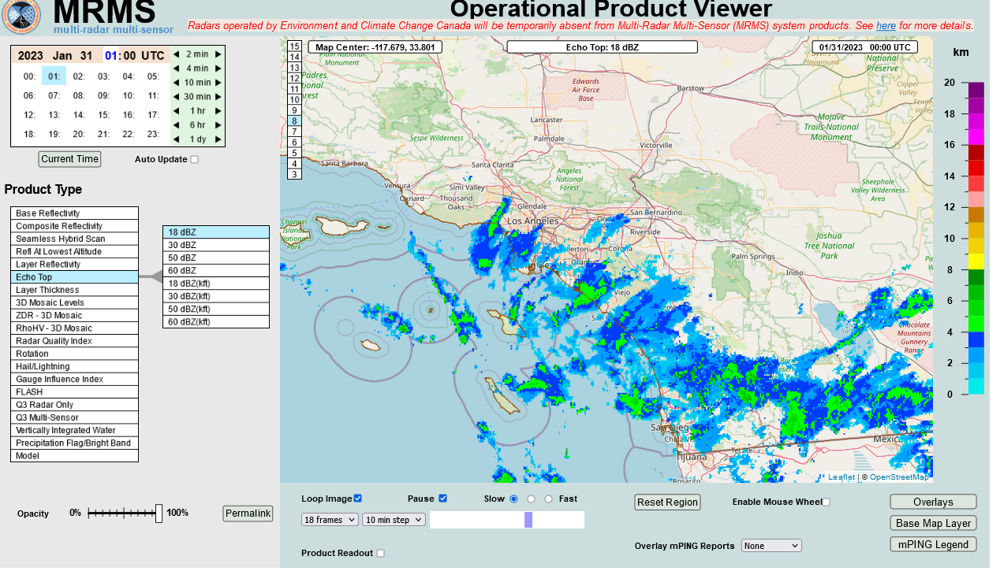 MRMS
multi-radar multi-sensor
Operational Product Viewer
Radars operated by Environment and Climate Change Canada will be temporarily absent from Multi-Radar Multi-Sensor (MRMS) system products. See here for more details.
2023 Jan 31 01:00 UTC
00: 01: 02: 03: 04: 05:
06: 07: 08: 09: 10: 11:
12: 13: 14: 15: 16: 17:
18: 19: 20: 21: 22: 23:
2 min
4 min
10 min
30 min
1 hr
6 hr
1 dy
Current Time
Auto Update
Product Type
Base Reflectivity
Composite Reflectivity
Seamless Hybrid Scan
Refl At Lowest Altitude
Layer Reflectivity
Echo Top
Layer Thickness
3D Mosaic Levels
ZDR - 3D Mosaic
RhoHV - 3D Mosaic
Radar Quality Index
Rotation
Hail/Lightning
Gauge Influence Index
FLASH
Q3 Radar Only
Q3 Multi-Sensor
Vertically Integrated Water
Precipitation Flag/Bright Band
Model
18 dBZ
30 dBZ
50 dBZ
60 dBZ
18 dBZ(kft)
30 dBZ(kft)
50 dBZ(kft)
60 dBZ(kft)
Opacity 0% 100%
Permalink
15
14
13
12
11
10
9
8
7
6
5
4
3
Map Center: -117.679, 33.801
Echo Top: 18 dBZ
01/31/2023 00:00 UTC
Plain National
Monument
Padres
Playground
National
Preserve
Edwards
Air Force
Base
Barstow
Clipper
Valley
Lancaster
Mojave
Trails-National
Monument
Sespe Wilderness
Palmdale
Victorville
Santa Barbara
Santa Clarita
Angeles
National
Forest
Ventura
Oxnard
Simi Valley
Thousand
Oaks
Sheephole
Valley Wilderness
Area
Glendale
San Bernardino
Los Angeles
Riverside
Channel
Islands
National
Park
Joshua
Tree National
Park
Corona
Palm Springs
Indio
Viejo
Chocolate
Mountains
Gunnery
Range
San Dieg
Tijuana
Tecate
Mexica
Rosarito
Leaflet | © OpenStreetMap
km
20
18
16
14
12
10
8
6
4
2
0
Loop Image
Pause
Slow
Fast
18 frames
10 min step
Product Readout
Reset Region
Enable Mouse Wheel
Overlay mPING Reports
None
Overlays
Base Map Layer
mPING Legend